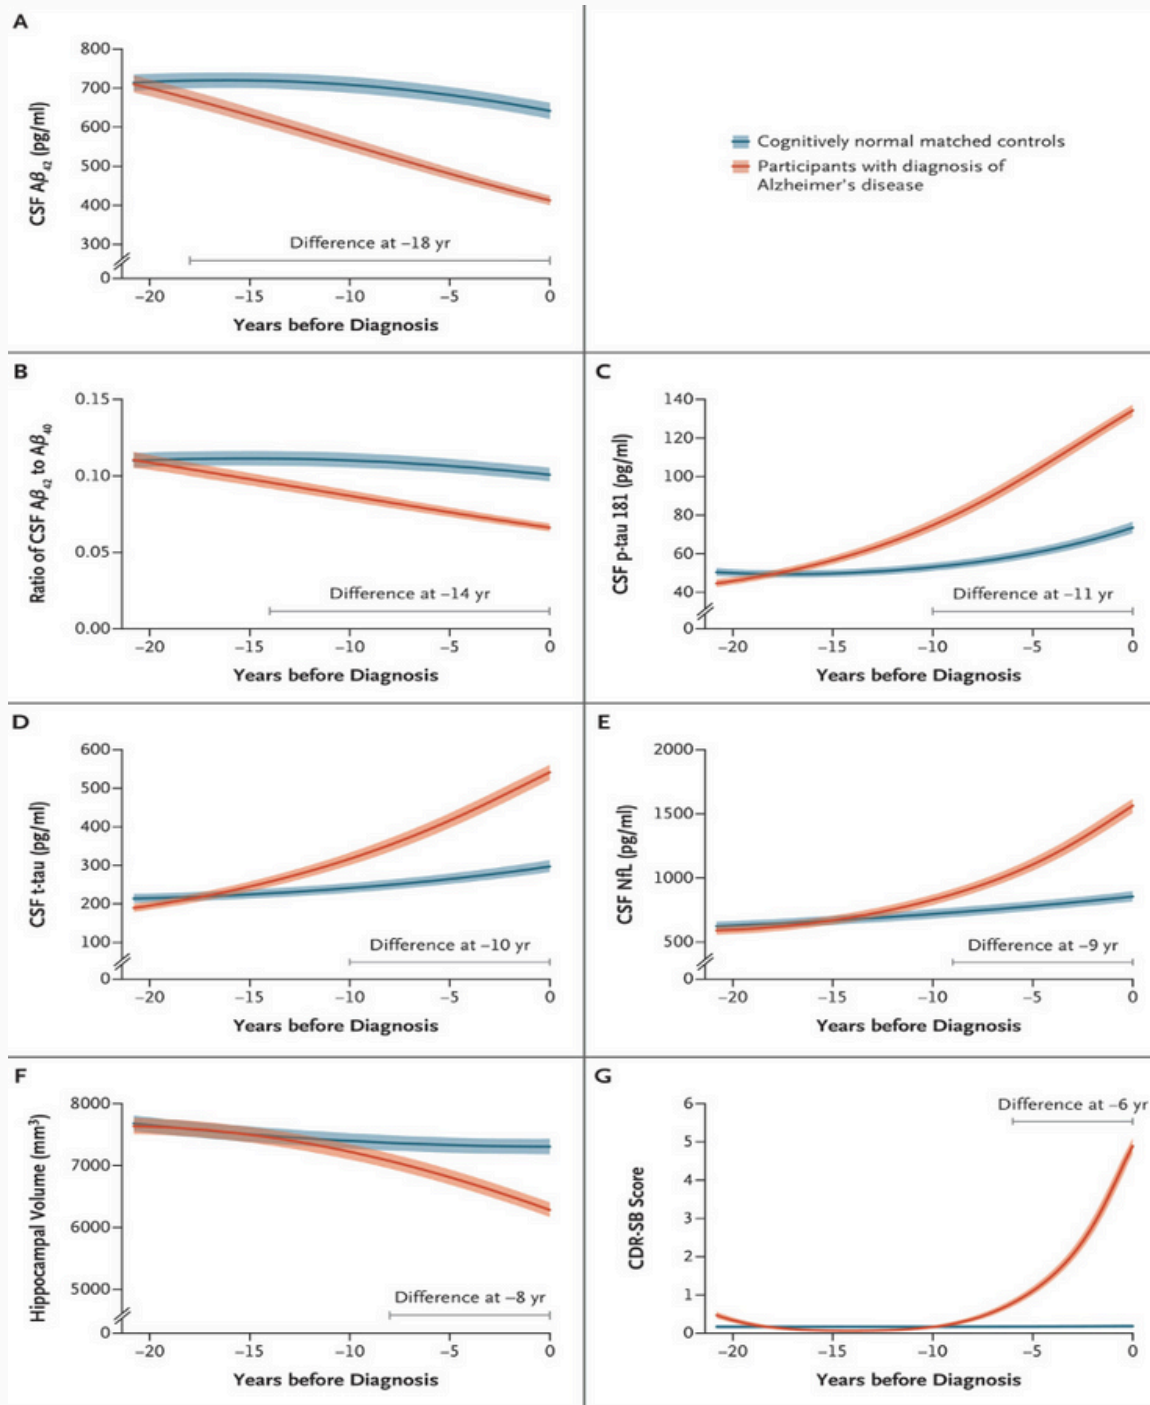 A
CSF Aβ42 (pg/ml)
800
700
600
500
400
300
0
Difference at –18 yr
–20 –15 –10 –5 0
Years before Diagnosis
Cognitively normal matched controls
Participants with diagnosis of
Alzheimer's disease
B
Ratio of CSF Aβ42 to Aβ40
0.15
0.10
0.05
0.00
Difference at –14 yr
–20 –15 –10 –5 0
Years before Diagnosis
C
CSF p-tau 181 (pg/ml)
140
120
100
80
60
40
0
Difference at –11 yr
–20 –15 –10 –5 0
Years before Diagnosis
D
CSF t-tau (pg/ml)
600
500
400
300
200
100
0
Difference at –10 yr
–20 –15 –10 –5 0
Years before Diagnosis
E
CSF NfL (pg/ml)
2000
1500
1000
500
0
Difference at –9 yr
–20 –15 –10 –5 0
Years before Diagnosis
F
Hippocampal Volume (mm³)
8000
7000
6000
5000
0
Difference at –8 yr
–20 –15 –10 –5 0
Years before Diagnosis
G
CDR-SB Score
6
5
4
3
2
1
0
Difference at –6 yr
–20 –15 –10 –5 0
Years before Diagnosis